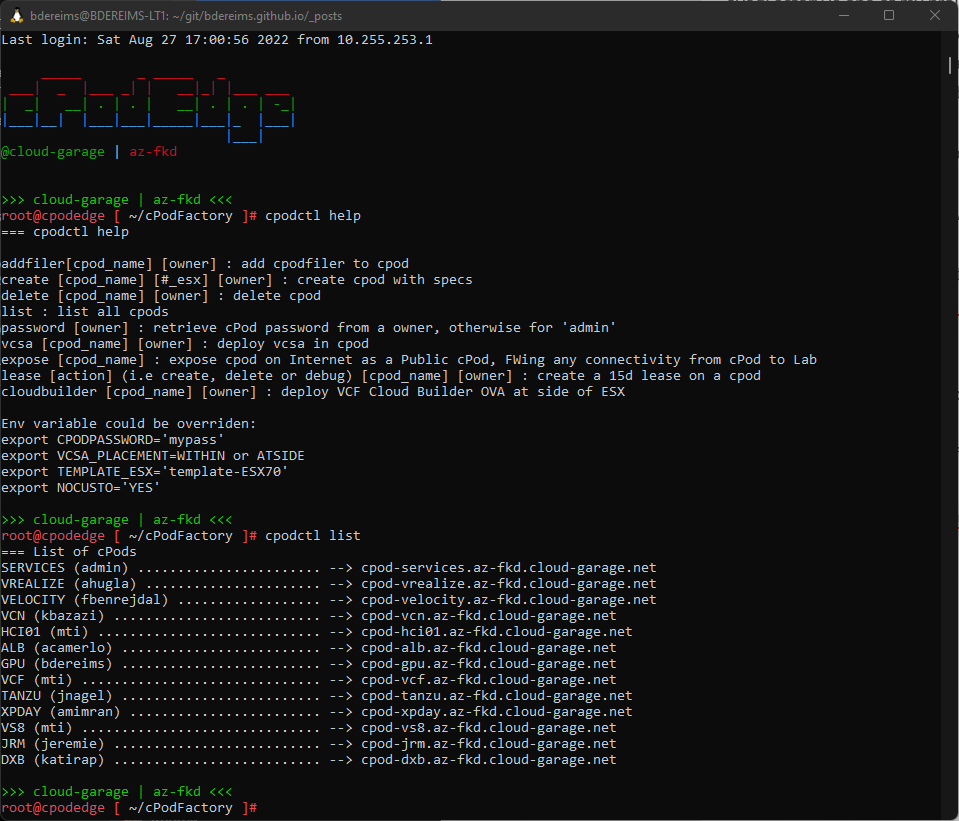 bdereims@BDEREIMS-LT1: ~/git/bdereims.github.io/_posts
Last login: Sat Aug 27 17:00:56 2022 from 10.255.253.1
cPodEdge
@cloud-garage | az-fkd
>>> cloud-garage | az-fkd <<<
root@cpodedge [ ~/cPodFactory ]# cpodctl help
=== cpodctl help
addfiler[cpod_name] [owner] : add cpodfiler to cpod
create [cpod_name] [#_esx] [owner] : create cpod with specs
delete [cpod_name] [owner] : delete cpod
list : list all cpods
password [owner] : retrieve cPod password from a owner, otherwise for 'admin'
vcsa [cpod_name] [owner] : deploy vcsa in cpod
expose [cpod_name] : expose cpod on Internet as a Public cPod, FWing any connectivity from cPod to Lab
lease [action] (i.e create, delete or debug) [cpod_name] [owner] : create a 15d lease on a cpod
cloudbuilder [cpod_name] [owner] : deploy VCF Cloud Builder OVA at side of ESX
Env variable could be overriden:
export CPODPASSWORD='mypass'
export VCSA_PLACEMENT=WITHIN or ATSIDE
export TEMPLATE_ESX='template-ESX70'
export NOCUSTO='YES'
>>> cloud-garage | az-fkd <<<
root@cpodedge [ ~/cPodFactory ]# cpodctl list
=== List of cPods
SERVICES (admin) ....................... --> cpod-services.az-fkd.cloud-garage.net
VREALIZE (ahugla) ...................... --> cpod-vrealize.az-fkd.cloud-garage.net
VELOCITY (fbenrejdal) .................. --> cpod-velocity.az-fkd.cloud-garage.net
VCN (kbazazi) .......................... --> cpod-vcn.az-fkd.cloud-garage.net
HCI01 (mti) ............................ --> cpod-hci01.az-fkd.cloud-garage.net
ALB (acamerlo) ......................... --> cpod-alb.az-fkd.cloud-garage.net
GPU (bdereims) ......................... --> cpod-gpu.az-fkd.cloud-garage.net
VCF (mti) .............................. --> cpod-vcf.az-fkd.cloud-garage.net
TANZU (jnagel) ......................... --> cpod-tanzu.az-fkd.cloud-garage.net
XPDAY (amimran) ........................ --> cpod-xpday.az-fkd.cloud-garage.net
VS8 (mti) .............................. --> cpod-vs8.az-fkd.cloud-garage.net
JRM (jeremie) .......................... --> cpod-jrm.az-fkd.cloud-garage.net
DXB (katirap) .......................... --> cpod-dxb.az-fkd.cloud-garage.net
>>> cloud-garage | az-fkd <<<
root@cpodedge [ ~/cPodFactory ]#